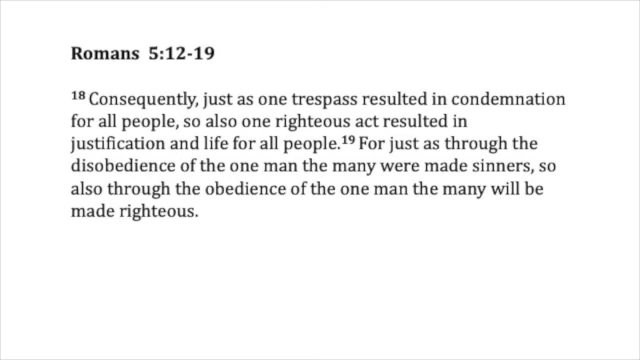 Romans 5:12-19
18 Consequently, just as one trespass resulted in condemnation
for all people, so also one righteous act resulted in
justification and life for all people.19 For just as through the
disobedience of the one man the many were made sinners, so
also through the obedience of the one man the many will be
made righteous.